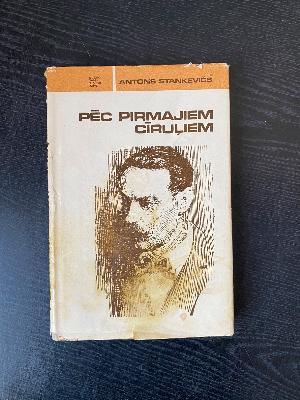 ANTONS STANKEVIČS
PĒC PIRMAJIEM
CĪRUĻIEM